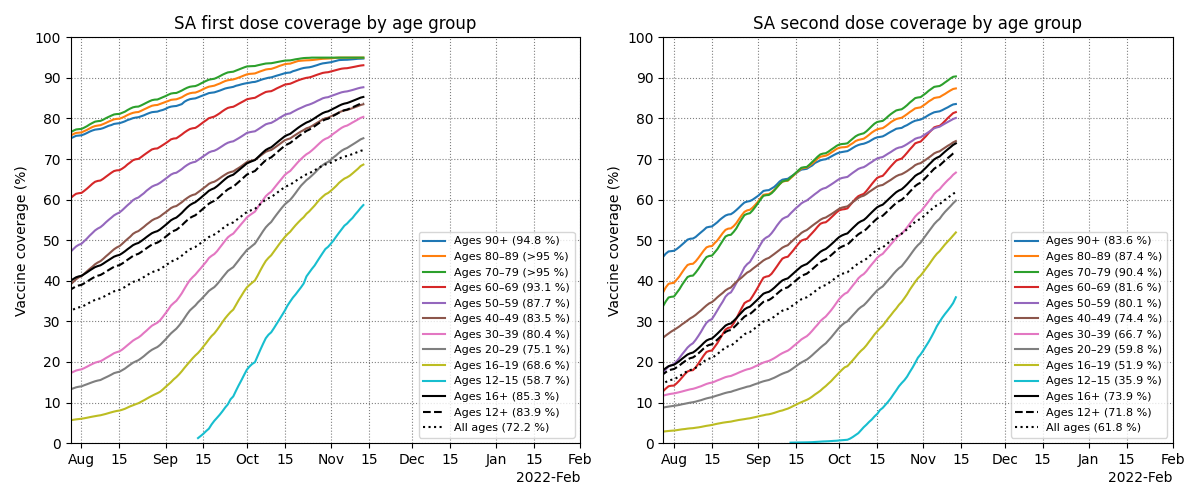 SA first dose coverage by age group
Vaccine coverage (%)
100
90
80
70
60
50
40
30
20
10
0
Aug 15 Sep 15 Oct 15 Nov 15 Dec 15 Jan 15 Feb
2022-Feb
Ages 90+ (94.8 %)
Ages 80–89 (>95 %)
Ages 70–79 (>95 %)
Ages 60–69 (93.1 %)
Ages 50–59 (87.7 %)
Ages 40–49 (83.5 %)
Ages 30–39 (80.4 %)
Ages 20–29 (75.1 %)
Ages 16–19 (68.6 %)
Ages 12–15 (58.7 %)
Ages 16+ (85.3 %)
Ages 12+ (83.9 %)
All ages (72.2 %)
SA second dose coverage by age group
Vaccine coverage (%)
100
90
80
70
60
50
40
30
20
10
0
Aug 15 Sep 15 Oct 15 Nov 15 Dec 15 Jan 15 Feb
2022-Feb
Ages 90+ (83.6 %)
Ages 80–89 (87.4 %)
Ages 70–79 (90.4 %)
Ages 60–69 (81.6 %)
Ages 50–59 (80.1 %)
Ages 40–49 (74.4 %)
Ages 30–39 (66.7 %)
Ages 20–29 (59.8 %)
Ages 16–19 (51.9 %)
Ages 12–15 (35.9 %)
Ages 16+ (73.9 %)
Ages 12+ (71.8 %)
All ages (61.8 %)